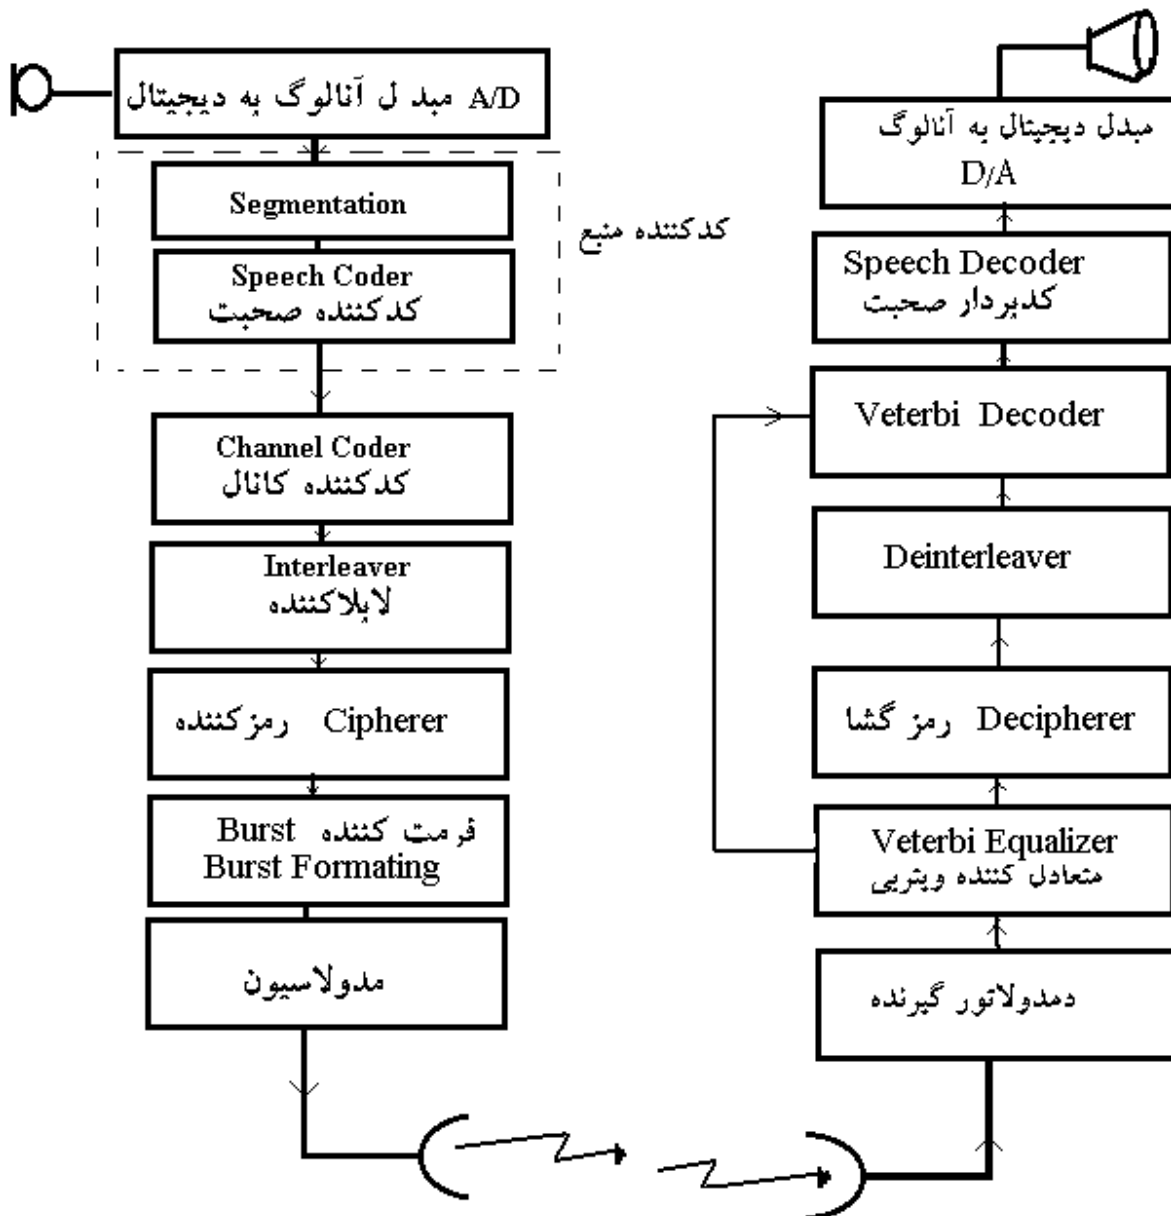 مبد ل آنالوگ به دیجیتال A/D
Segmentation
کدکننده منبع
Speech Coder
کدکننده صحبت
Channel Coder
کدکننده کانال
Interleaver
لابلاکننده
رمزکننده Cipherer
فرمت کننده Burst
Burst Formating
مدولاسیون
مبدل دیجیتال به آنالوگ
D/A
Speech Decoder
کدبردار صحبت
Veterbi Decoder
Deinterleaver
رمز گشا Decipherer
Veterbi Equalizer
متعادل کننده ویتربی
دمدولاتور گیرنده